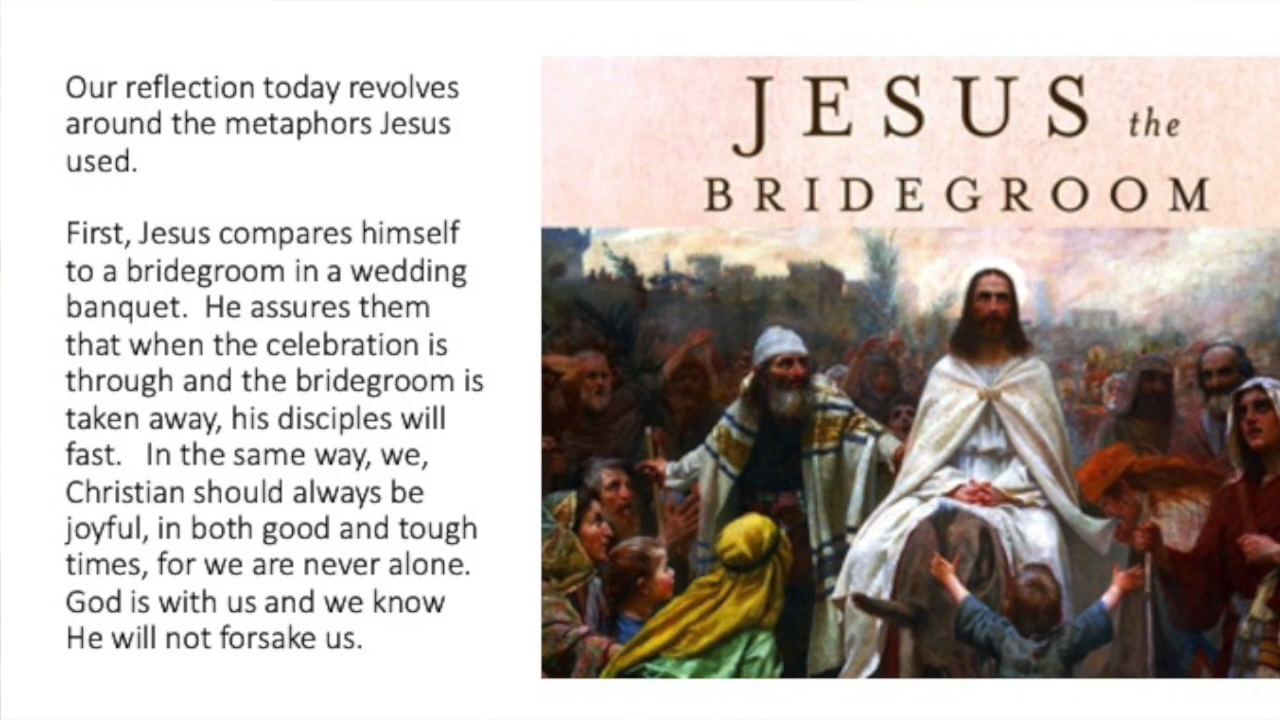 Our reflection today revolves
around the metaphors Jesus
used.
First, Jesus compares himself
to a bridegroom in a wedding
banquet.  He assures them
that when the celebration is
through and the bridegroom is
taken away, his disciples will
fast.   In the same way, we,
Christian should always be
joyful, in both good and tough
times, for we are never alone.
God is with us and we know
He will not forsake us.
JESUS the
BRIDEGROOM